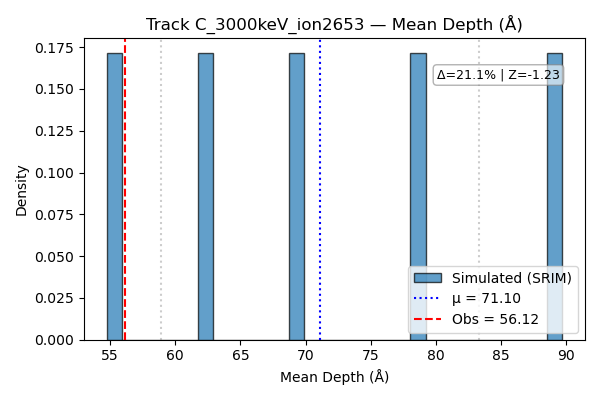 Track C_3000keV_ion2653 — Mean Depth (Å)
Density
0.175
0.150
0.125
0.100
0.075
0.050
0.025
0.000
Δ=21.1% | Z=-1.23
Simulated (SRIM)
μ = 71.10
Obs = 56.12
55 60 65 70 75 80 85 90
Mean Depth (Å)